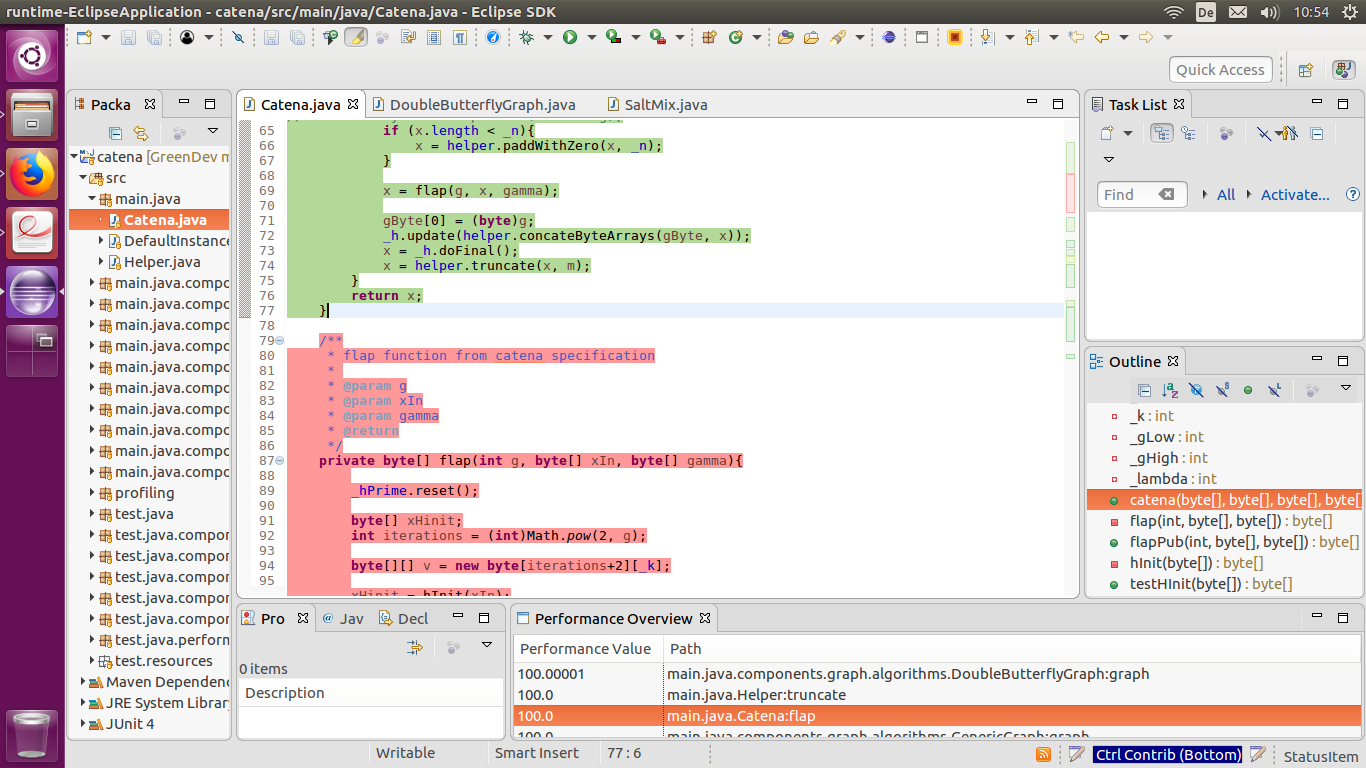 runtime-EclipseApplication - catena/src/main/java/Catena.java - Eclipse SDK
De
10:54
Quick Access
Packa
Catena.java
DoubleButterflyGraph.java
SaltMix.java
Task List
catena [GreenDev m
src
main.java
Catena.java
DefaultInstance
Helper.java
main.java.compo
main.java.compo
main.java.compo
main.java.compo
main.java.compo
main.java.compo
main.java.compo
main.java.compo
main.java.compo
main.java.compo
profiling
test.java
test.java.compor
test.java.compor
test.java.compor
test.java.compor
test.java.compor
test.java.perforn
test.resources
Maven Dependenc
JRE System Library
JUnit 4
65 if (x.length < _n){
66 x = helper.paddWithZero(x, _n);
67 }
68
69 x = flap(g, x, gamma);
70
71 gByte[0] = (byte)g;
72 _h.update(helper.concateByteArrays(gByte, x));
73 x = _h.doFinal();
74 x = helper.truncate(x, m);
75 }
76 return x;
77 }
78
79 /**
80 * flap function from catena specification
81 *
82 * @param g
83 * @param xIn
84 * @param gamma
85 * @return
86 */
87 private byte[] flap(int g, byte[] xIn, byte[] gamma){
88
89 _hPrime.reset();
90
91 byte[] xHinit;
92 int iterations = (int)Math.pow(2, g);
93
94 byte[][] v = new byte[iterations+2][_k];
95
xHinit = hInit(xIn);
Find
All
Activate...
Outline
_k : int
_gLow : int
_gHigh : int
_lambda : int
catena(byte[], byte[], byte[], byte[
flap(int, byte[], byte[]) : byte[]
flapPub(int, byte[], byte[]) : byte[]
hInit(byte[]) : byte[]
testHInit(byte[]) : byte[]
Pro
@ Jav
Decl
0 items
Description
Performance Overview
Performance Value Path
100.00001 main.java.components.graph.algorithms.DoubleButterflyGraph:graph
100.0 main.java.Helper:truncate
100.0 main.java.Catena:flap
100.0 main.java.components.graph.algorithms.GenericGraph:graph
Writable
Smart Insert
77 : 6
Ctrl Contrib (Bottom)
StatusItem